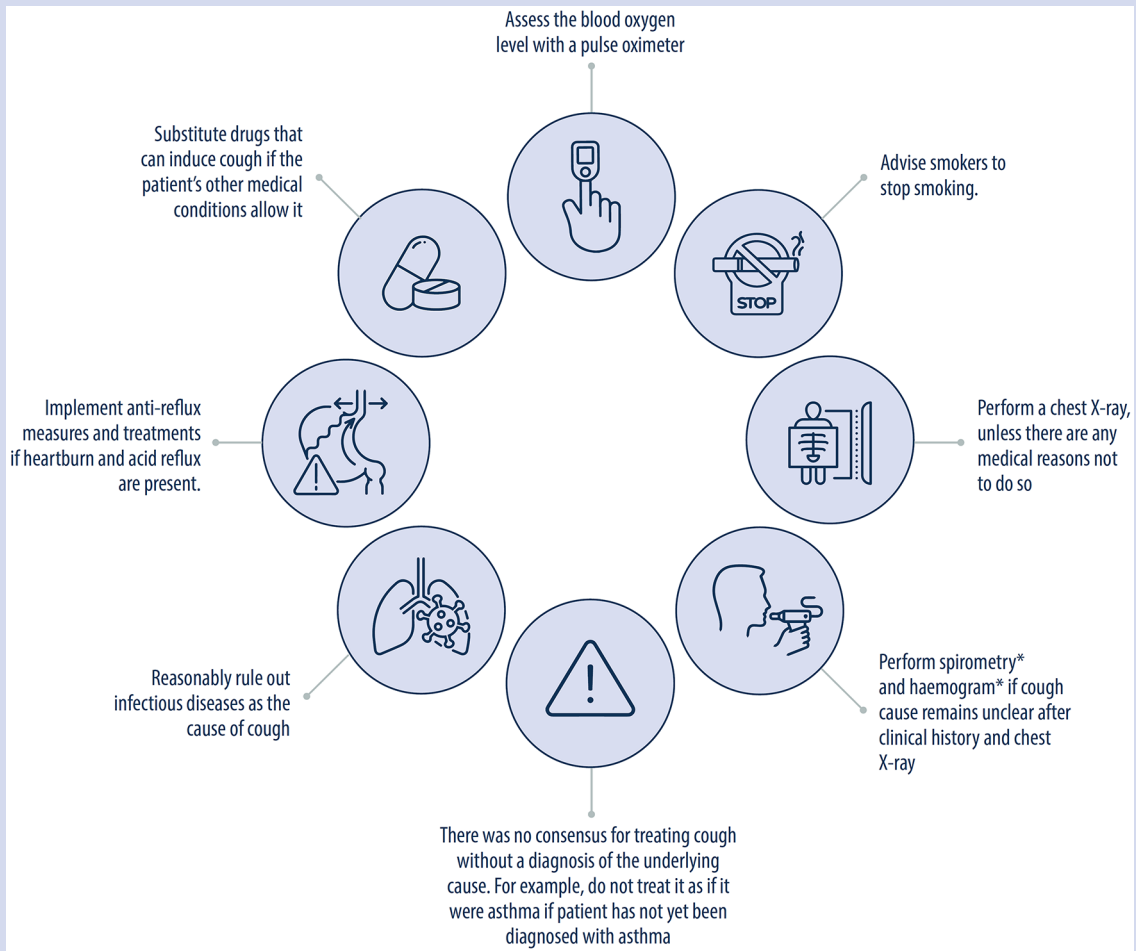 Assess the blood oxygen
level with a pulse oximeter
Advise smokers to
stop smoking.
STOP
Perform a chest X-ray,
unless there are any
medical reasons not
to do so
Perform spirometry*
and haemogram* if cough
cause remains unclear after
clinical history and chest
X-ray
There was no consensus for treating cough
without a diagnosis of the underlying
cause. For example, do not treat it as if it
were asthma if patient has not yet been
diagnosed with asthma
Reasonably rule out
infectious diseases as the
cause of cough
Implement anti-reflux
measures and treatments
if heartburn and acid reflux
are present.
Substitute drugs that
can induce cough if the
patient's other medical
conditions allow it